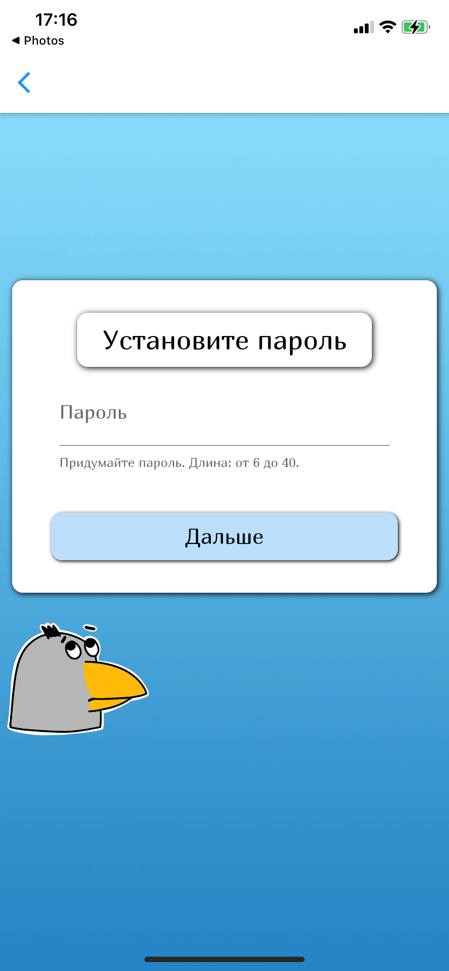 17:16
◀ Photos
Установите пароль
Пароль
Придумайте пароль. Длина: от 6 до 40.
Дальше